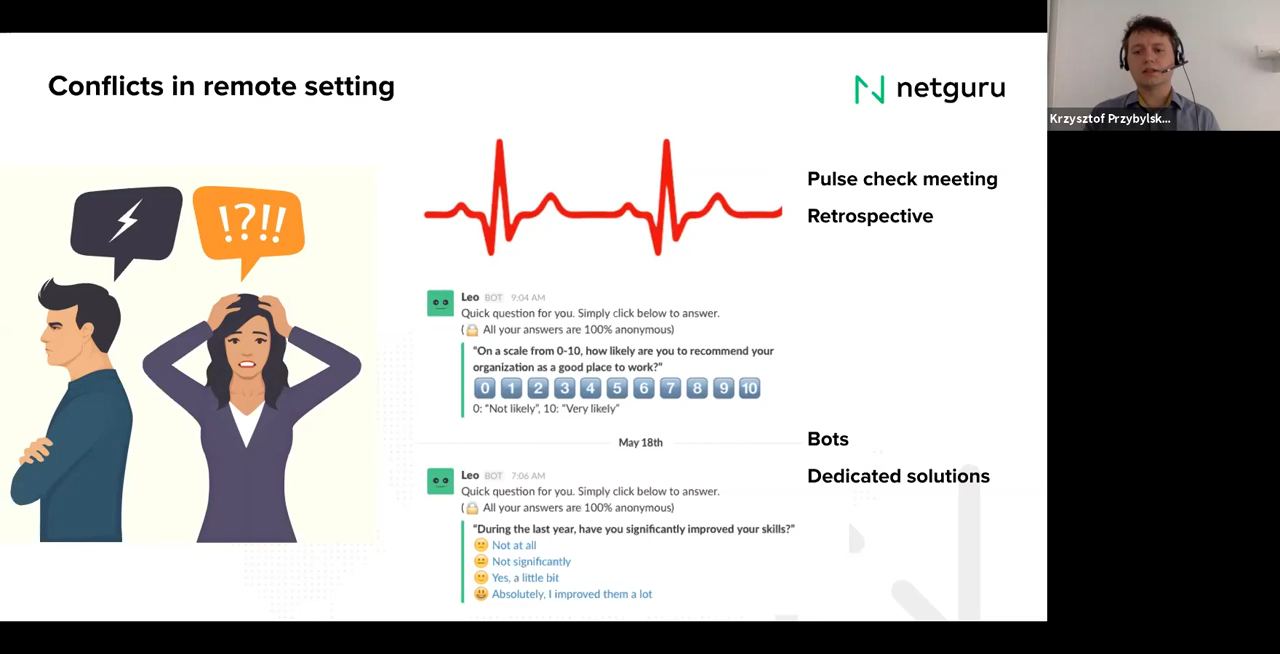 Conflicts in remote setting
netguru
Krzysztof Przybylsk...
!?!!
Pulse check meeting
Retrospective
Leo BOT 9:04 AM
Quick question for you. Simply click below to answer.
(🔒 All your answers are 100% anonymous)
"On a scale from 0-10, how likely are you to recommend your
organization as a good place to work?"
0 1 2 3 4 5 6 7 8 9 10
0: "Not likely", 10: "Very likely"
May 18th
Bots
Dedicated solutions
Leo BOT 7:06 AM
Quick question for you. Simply click below to answer.
(🔒 All your answers are 100% anonymous)
"During the last year, have you significantly improved your skills?"
Not at all
Not significantly
Yes, a little bit
Absolutely, I improved them a lot